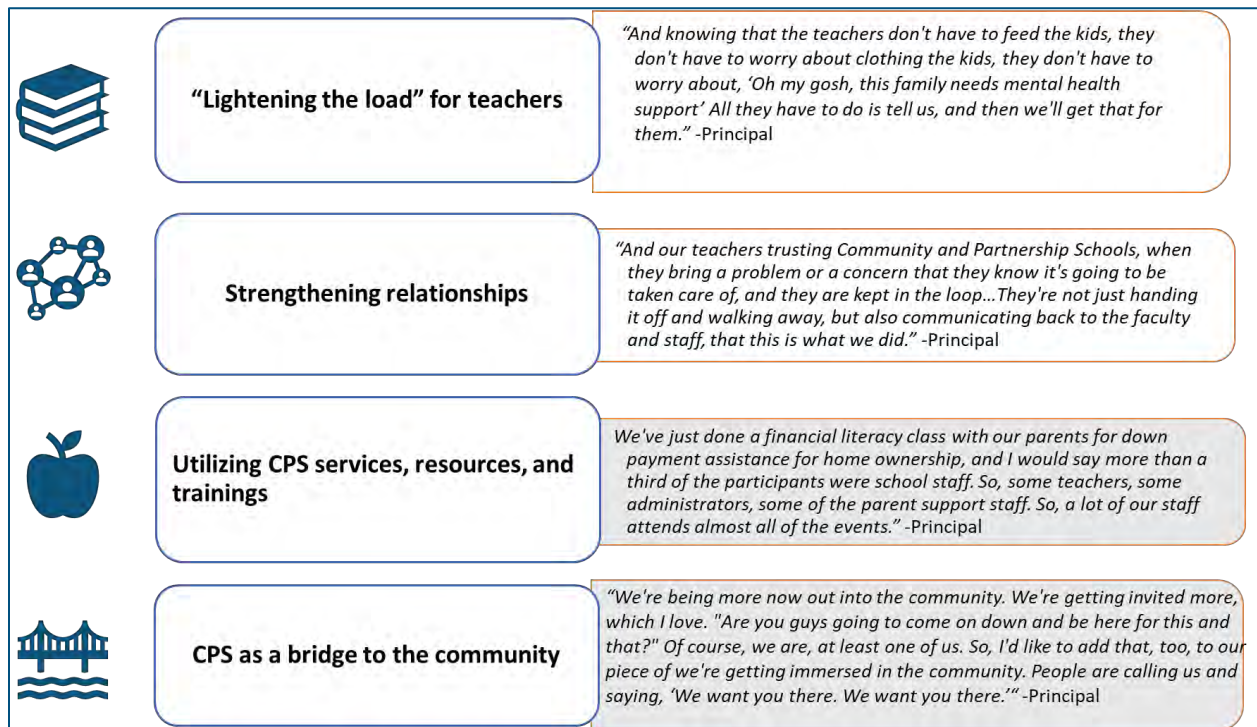 “Lightening the load” for teachers
“And knowing that the teachers don't have to feed the kids, they
don't have to worry about clothing the kids, they don't have to
worry about, ‘Oh my gosh, this family needs mental health
support’ All they have to do is tell us, and then we'll get that for
them.” -Principal
Strengthening relationships
“And our teachers trusting Community and Partnership Schools, when
they bring a problem or a concern that they know it's going to be
taken care of, and they are kept in the loop...They're not just handing
it off and walking away, but also communicating back to the faculty
and staff, that this is what we did.” -Principal
Utilizing CPS services, resources, and
trainings
We've just done a financial literacy class with our parents for down
payment assistance for home ownership, and I would say more than a
third of the participants were school staff. So, some teachers, some
administrators, some of the parent support staff. So, a lot of our staff
attends almost all of the events.” -Principal
CPS as a bridge to the community
“We're being more now out into the community. We're getting invited more,
which I love. "Are you guys going to come on down and be here for this and
that?" Of course, we are, at least one of us. So, I'd like to add that, too, to our
piece of we're getting immersed in the community. People are calling us and
saying, ‘We want you there. We want you there.’“ -Principal